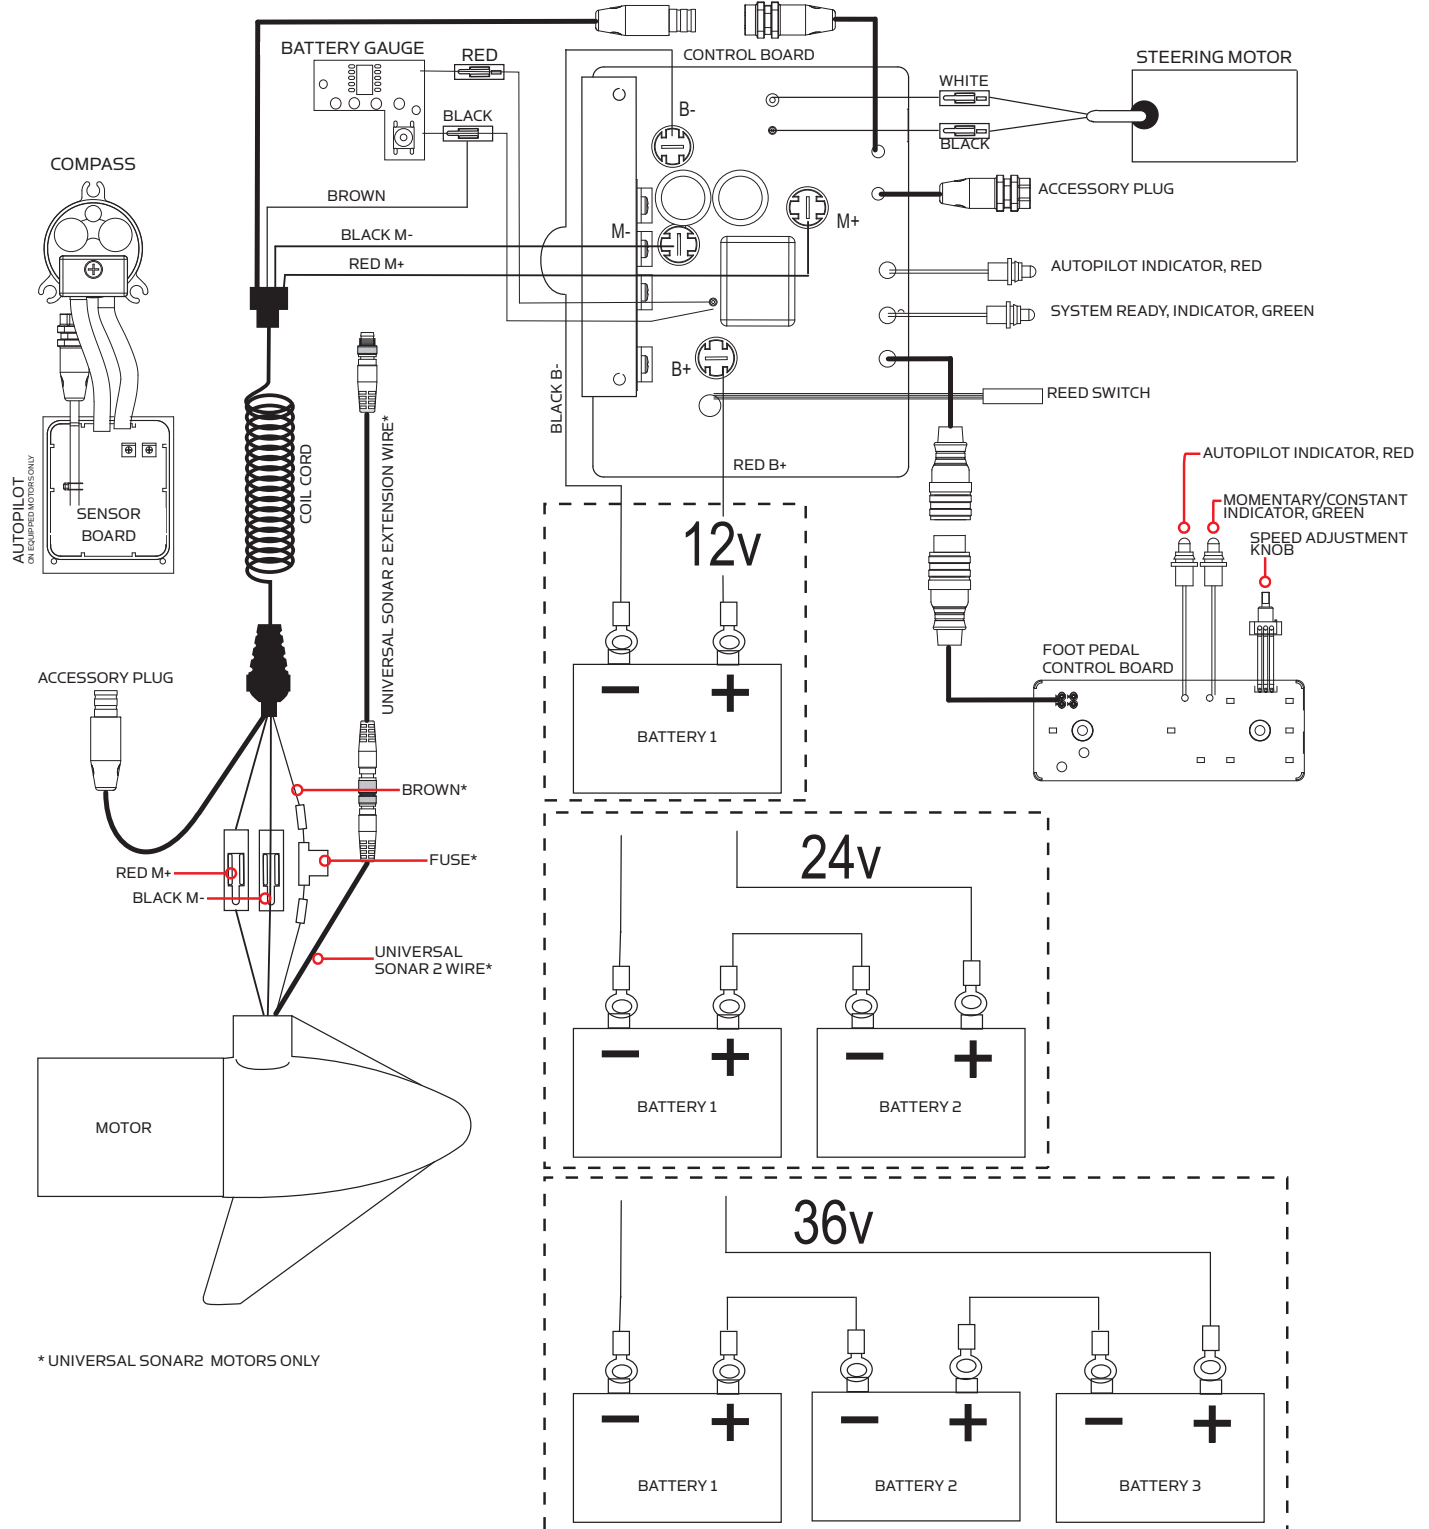 BATTERY GAUGE
RED
CONTROL BOARD
STEERING MOTOR
WHITE
BLACK
B-
BLACK
COMPASS
ACCESSORY PLUG
BROWN
M+
M-
BLACK M-
RED M+
AUTOPILOT INDICATOR, RED
SYSTEM READY, INDICATOR, GREEN
B+
BLACK B-
REED SWITCH
UNIVERSAL SONAR 2 EXTENSION WIRE*
COIL CORD
RED B+
AUTOPILOT
ON EQUIPPED MOTORS ONLY
SENSOR
BOARD
12v
AUTOPILOT INDICATOR, RED
MOMENTARY/CONSTANT
INDICATOR, GREEN
SPEED ADJUSTMENT
KNOB
FOOT PEDAL
CONTROL BOARD
ACCESSORY PLUG
BATTERY 1
BROWN*
FUSE*
RED M+
BLACK M-
24v
UNIVERSAL
SONAR 2 WIRE*
BATTERY 1
BATTERY 2
MOTOR
36v
* UNIVERSAL SONAR2 MOTORS ONLY
BATTERY 1
BATTERY 2
BATTERY 3